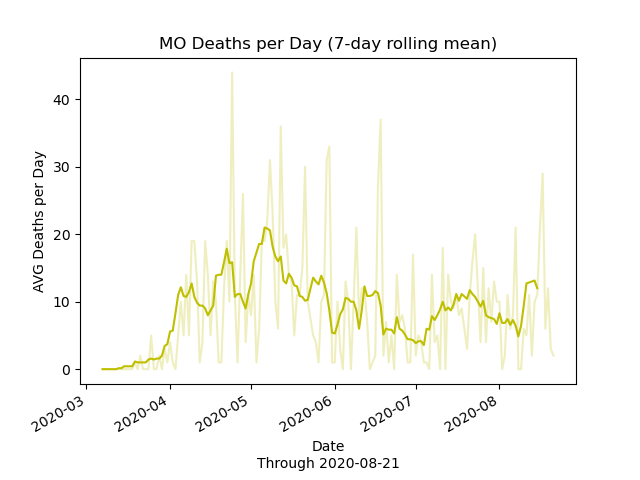 MO Deaths per Day (7-day rolling mean)
AVG Deaths per Day
40
30
20
10
0
2020-03
2020-04
2020-05
2020-06
2020-07
2020-08
Date
Through 2020-08-21